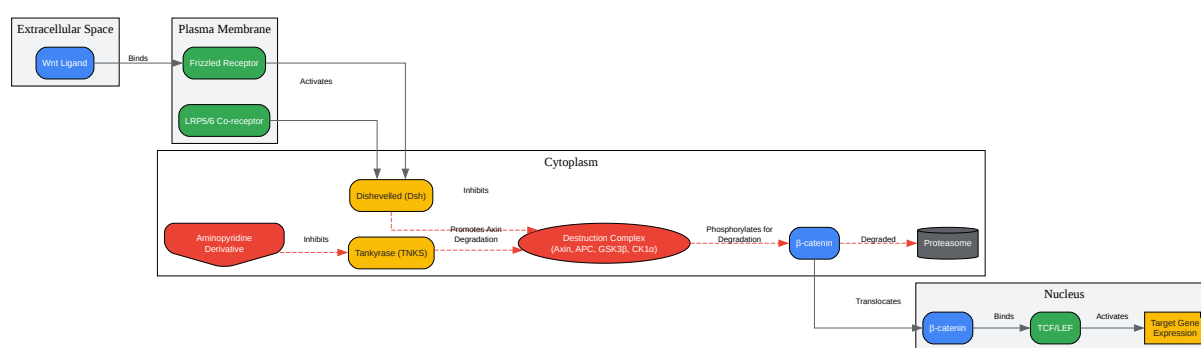 Extracellular Space
Plasma Membrane
Wnt Ligand
Binds
Frizzled Receptor
Activates
LRP5/6 Co-receptor
Cytoplasm
Dishevelled (Dsh)
Inhibits
Aminopyridine
Derivative
Inhibits
Tankyrase (TNKS)
Promotes Axin
Degradation
Destruction Complex
(Axin, APC, GSK3β, CK1α)
Phosphorylates for
Degradation
β-catenin
Degraded
Proteasome
Translocates
Nucleus
β-catenin
Binds
TCF/LEF
Activates
Target Gene
Expression